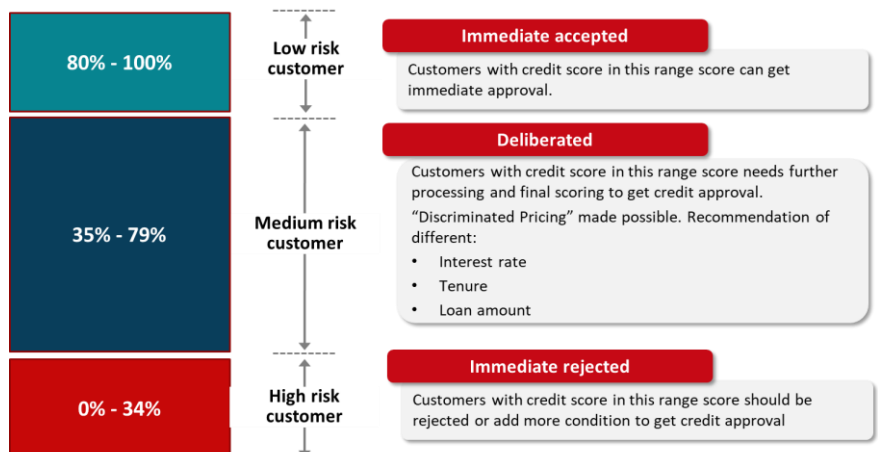 80% - 100%
Low risk
customer
Immediate accepted
Customers with credit score in this range score can get
immediate approval.
35% - 79%
Medium risk
customer
Deliberated
Customers with credit score in this range score needs further
processing and final scoring to get credit approval.
“Discriminated Pricing” made possible. Recommendation of
different:
• Interest rate
• Tenure
• Loan amount
0% - 34%
High risk
customer
Immediate rejected
Customers with credit score in this range score should be
rejected or add more condition to get credit approval